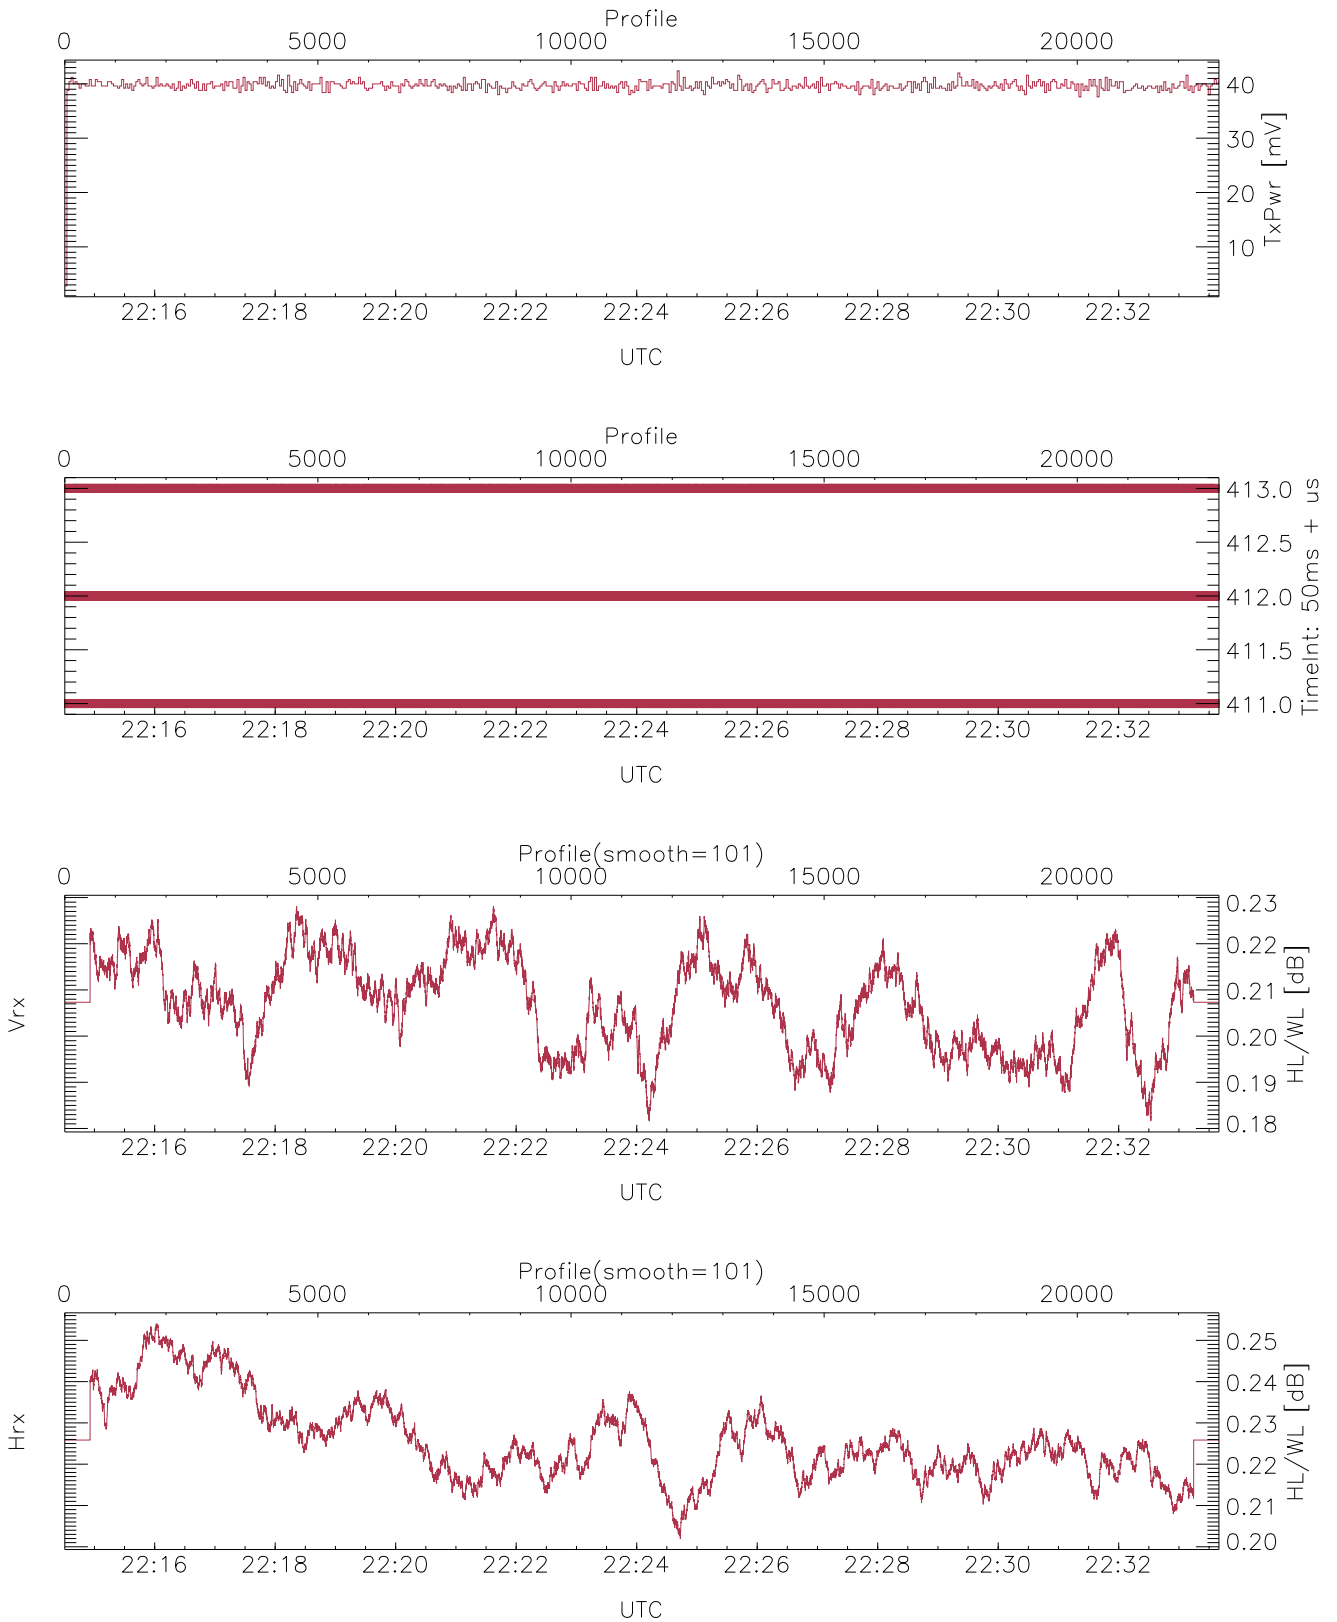 Profile
0 5000 10000 15000 20000
40
30
20
10
TxPwr [mV]
22:16 22:18 22:20 22:22 22:24 22:26 22:28 22:30 22:32
UTC
Profile
0 5000 10000 15000 20000
413.0
412.5
412.0
411.5
411.0
TimeInt: 50ms + us
22:16 22:18 22:20 22:22 22:24 22:26 22:28 22:30 22:32
UTC
Profile(smooth=101)
0 5000 10000 15000 20000
Vrx
0.23
0.22
0.21
0.20
0.19
0.18
HL/WL [dB]
22:16 22:18 22:20 22:22 22:24 22:26 22:28 22:30 22:32
UTC
Profile(smooth=101)
0 5000 10000 15000 20000
Hrx
0.25
0.24
0.23
0.22
0.21
0.20
HL/WL [dB]
22:16 22:18 22:20 22:22 22:24 22:26 22:28 22:30 22:32
UTC